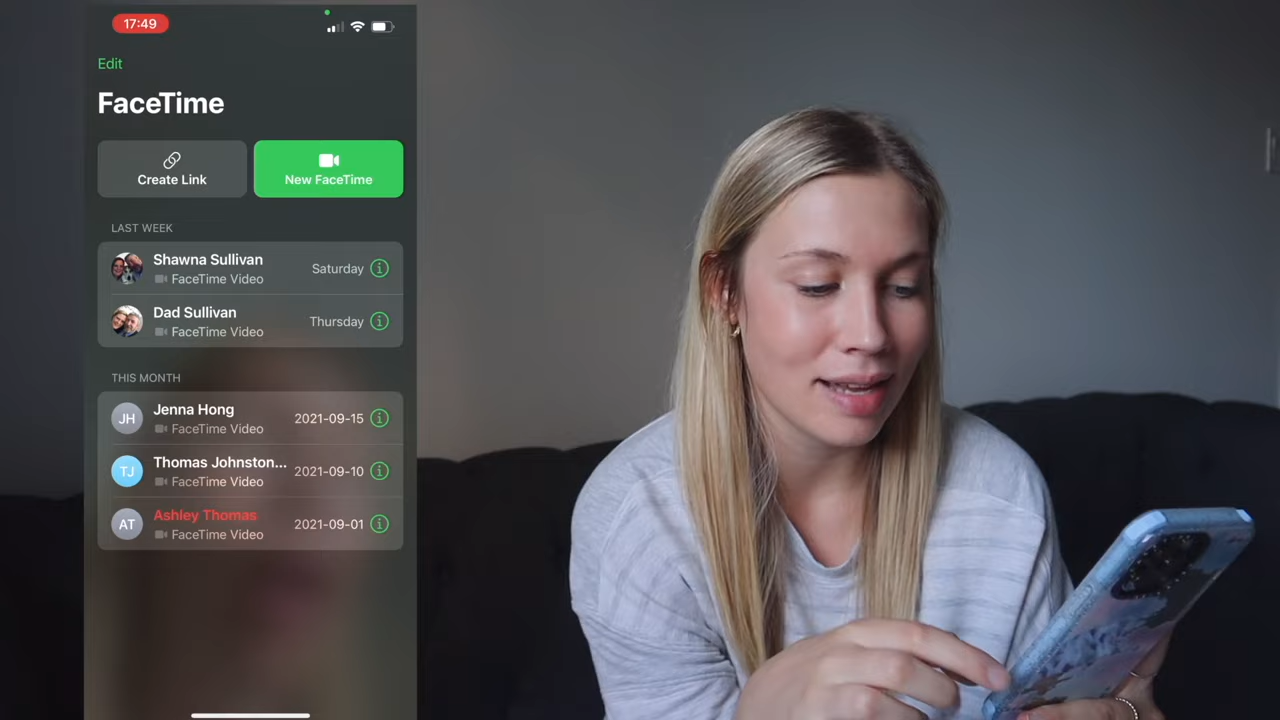 17:49
Edit
FaceTime
Create Link
New FaceTime
LAST WEEK
Shawna Sullivan
FaceTime Video
Saturday
Dad Sullivan
FaceTime Video
Thursday
THIS MONTH
JH
Jenna Hong
FaceTime Video
2021-09-15
TJ
Thomas Johnston...
FaceTime Video
2021-09-10
AT
Ashley Thomas
FaceTime Video
2021-09-01